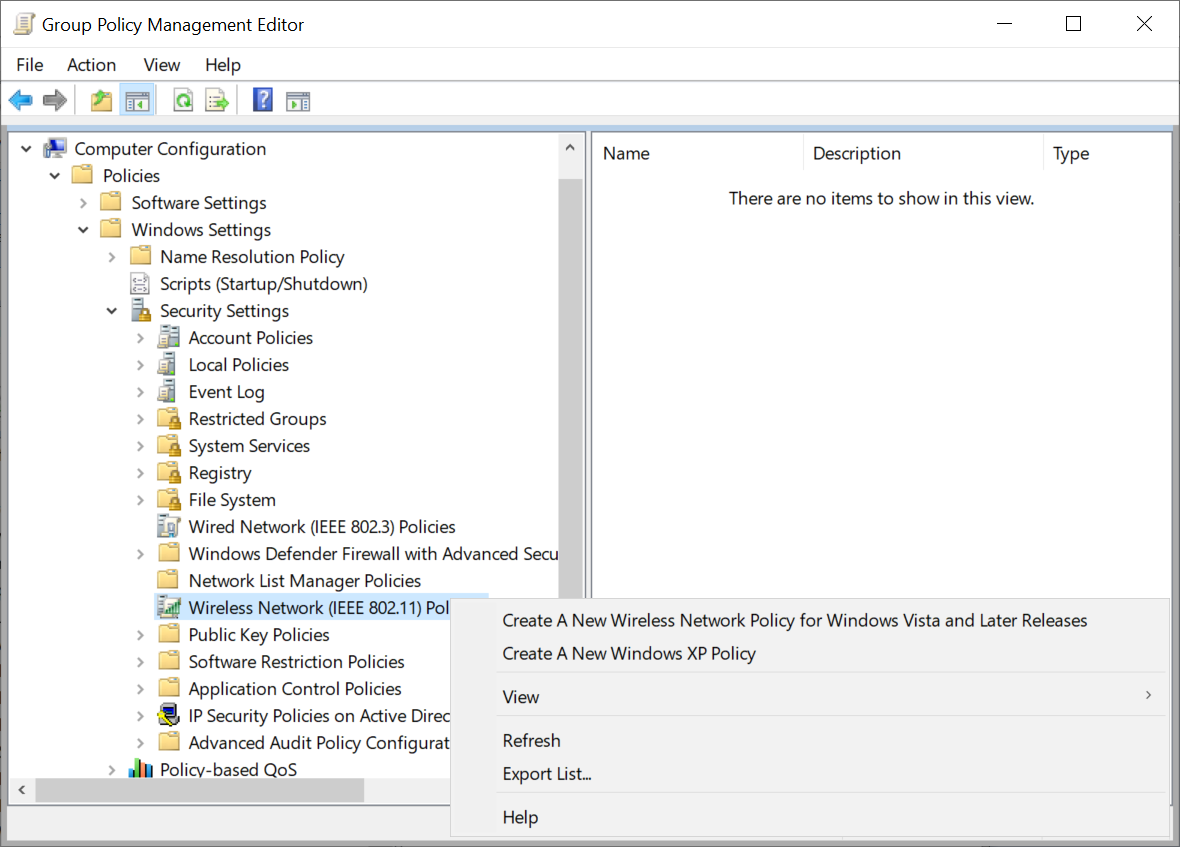 Group Policy Management Editor
File Action View Help
Computer Configuration
Policies
Software Settings
Windows Settings
Name Resolution Policy
Scripts (Startup/Shutdown)
Security Settings
Account Policies
Local Policies
Event Log
Restricted Groups
System Services
Registry
File System
Wired Network (IEEE 802.3) Policies
Windows Defender Firewall with Advanced Secu
Network List Manager Policies
Wireless Network (IEEE 802.11) Pol
Public Key Policies
Software Restriction Policies
Application Control Policies
IP Security Policies on Active Direc
Advanced Audit Policy Configurat
Policy-based QoS
Name Description Type
There are no items to show in this view.
Create A New Wireless Network Policy for Windows Vista and Later Releases
Create A New Windows XP Policy
View
Refresh
Export List...
Help